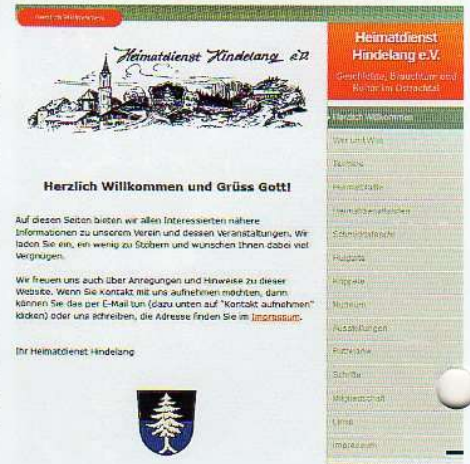 Herzlich Willkommen
Heimatdienst Hindelang e.V.
Heimatdienst
Hindelang e.V.
Geschichte, Brauchtum und
Kultur im Ostrachtal
Herzlich Willkommen
Wer und Was
Termine
Museum
Ausstellungen
Schriften
Mitgliedschaft
Links
Impressum
Herzlich Willkommen und Grüss Gott!
Auf diesen Seiten bieten wir allen Interessierten nähere
Informationen zu unserem Verein und dessen Veranstaltungen. Wir
laden Sie ein, ein wenig zu Stöbern und wünschen Ihnen dabei viel
Vergnügen.
Wir freuen uns auch über Anregungen und Hinweise zu dieser
Website. Wenn Sie Kontakt mit uns aufnehmen möchten, dann
können Sie das per E-Mail tun (dazu unten auf "Kontakt aufnehmen"
klicken) oder uns schreiben, die Adresse finden Sie im Impressum.
Ihr Heimatdienst Hindelang